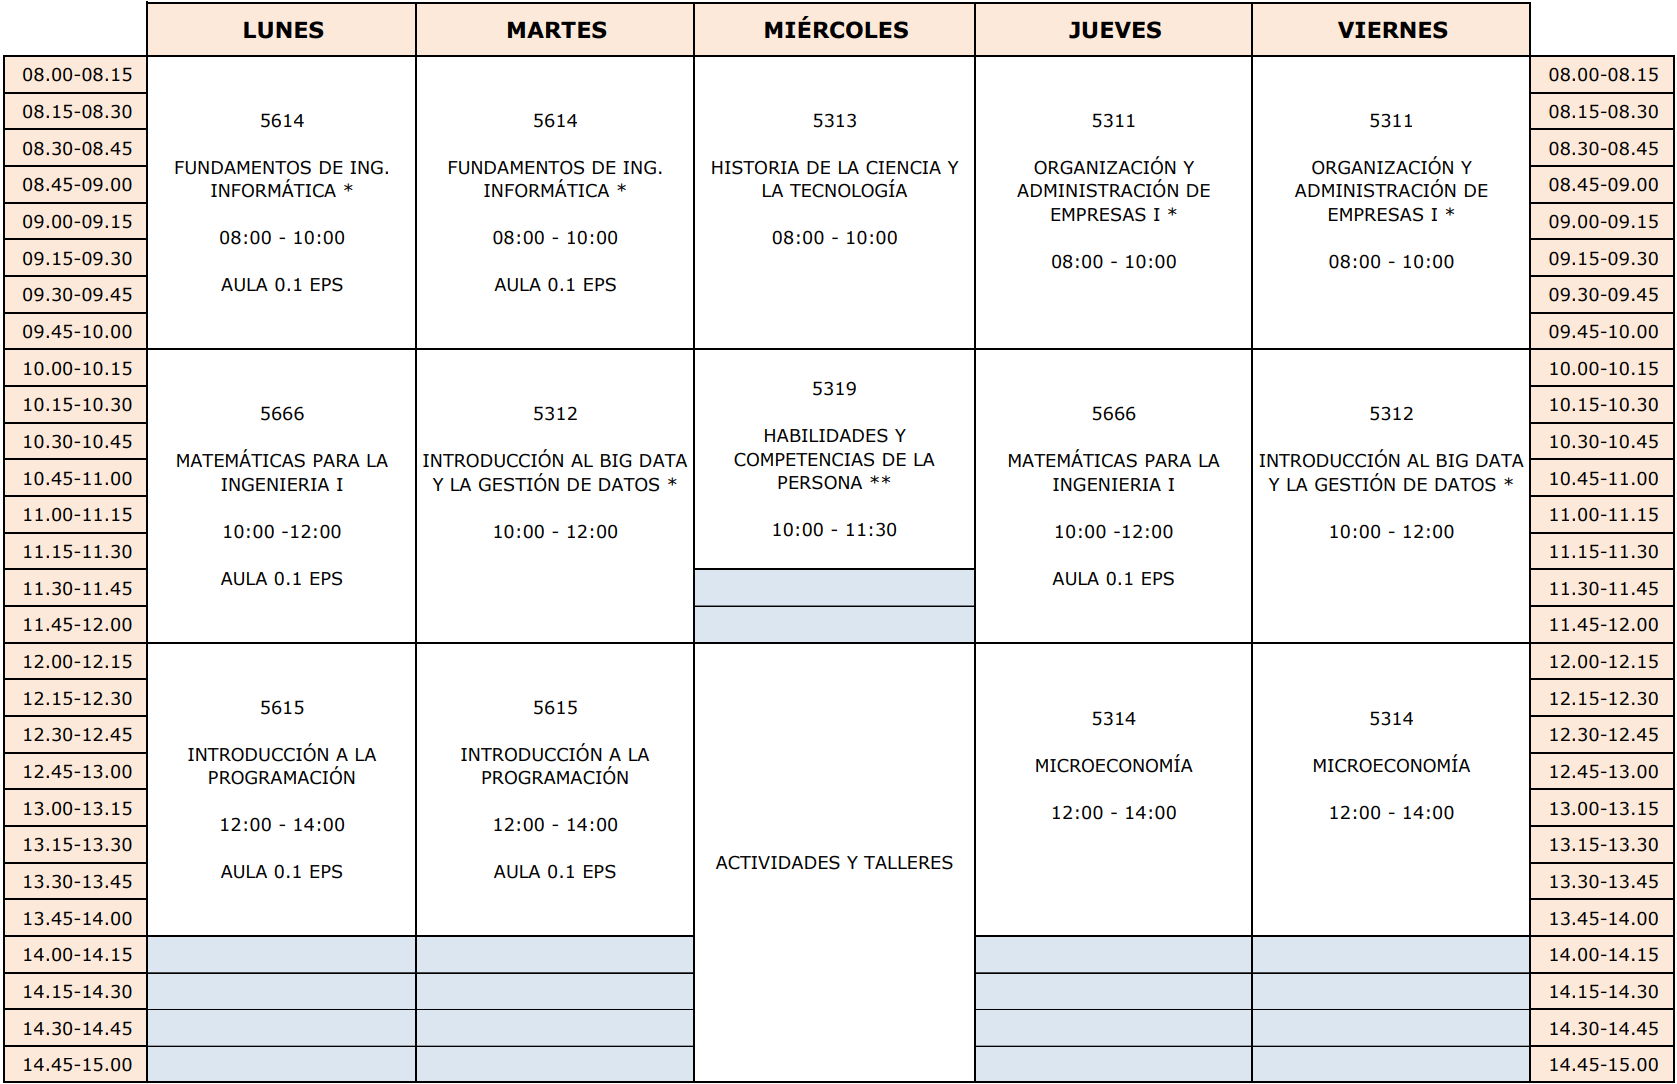 LUNES MARTES MIÉRCOLES JUEVES VIERNES
08.00-08.15
08.15-08.30
08.30-08.45
08.45-09.00
09.00-09.15
09.15-09.30
09.30-09.45
09.45-10.00
10.00-10.15
10.15-10.30
10.30-10.45
10.45-11.00
11.00-11.15
11.15-11.30
11.30-11.45
11.45-12.00
12.00-12.15
12.15-12.30
12.30-12.45
12.45-13.00
13.00-13.15
13.15-13.30
13.30-13.45
13.45-14.00
14.00-14.15
14.15-14.30
14.30-14.45
14.45-15.00
5614
FUNDAMENTOS DE ING.
INFORMÁTICA *
08:00 - 10:00
AULA 0.1 EPS
5666
MATEMÁTICAS PARA LA
INGENIERIA I
10:00 -12:00
AULA 0.1 EPS
5615
INTRODUCCIÓN A LA
PROGRAMACIÓN
12:00 - 14:00
AULA 0.1 EPS
5614
FUNDAMENTOS DE ING.
INFORMÁTICA *
08:00 - 10:00
AULA 0.1 EPS
5312
INTRODUCCIÓN AL BIG DATA
Y LA GESTIÓN DE DATOS *
10:00 - 12:00
5615
INTRODUCCIÓN A LA
PROGRAMACIÓN
12:00 - 14:00
AULA 0.1 EPS
5313
HISTORIA DE LA CIENCIA Y
LA TECNOLOGÍA
08:00 - 10:00
5319
HABILIDADES Y
COMPETENCIAS DE LA
PERSONA **
10:00 - 11:30
ACTIVIDADES Y TALLERES
5311
ORGANIZACIÓN Y
ADMINISTRACIÓN DE
EMPRESAS I *
08:00 - 10:00
5666
MATEMÁTICAS PARA LA
INGENIERIA I
10:00 -12:00
AULA 0.1 EPS
5314
MICROECONOMÍA
12:00 - 14:00
5311
ORGANIZACIÓN Y
ADMINISTRACIÓN DE
EMPRESAS I *
08:00 - 10:00
5312
INTRODUCCIÓN AL BIG DATA
Y LA GESTIÓN DE DATOS *
10:00 - 12:00
5314
MICROECONOMÍA
12:00 - 14:00
08.00-08.15
08.15-08.30
08.30-08.45
08.45-09.00
09.00-09.15
09.15-09.30
09.30-09.45
09.45-10.00
10.00-10.15
10.15-10.30
10.30-10.45
10.45-11.00
11.00-11.15
11.15-11.30
11.30-11.45
11.45-12.00
12.00-12.15
12.15-12.30
12.30-12.45
12.45-13.00
13.00-13.15
13.15-13.30
13.30-13.45
13.45-14.00
14.00-14.15
14.15-14.30
14.30-14.45
14.45-15.00